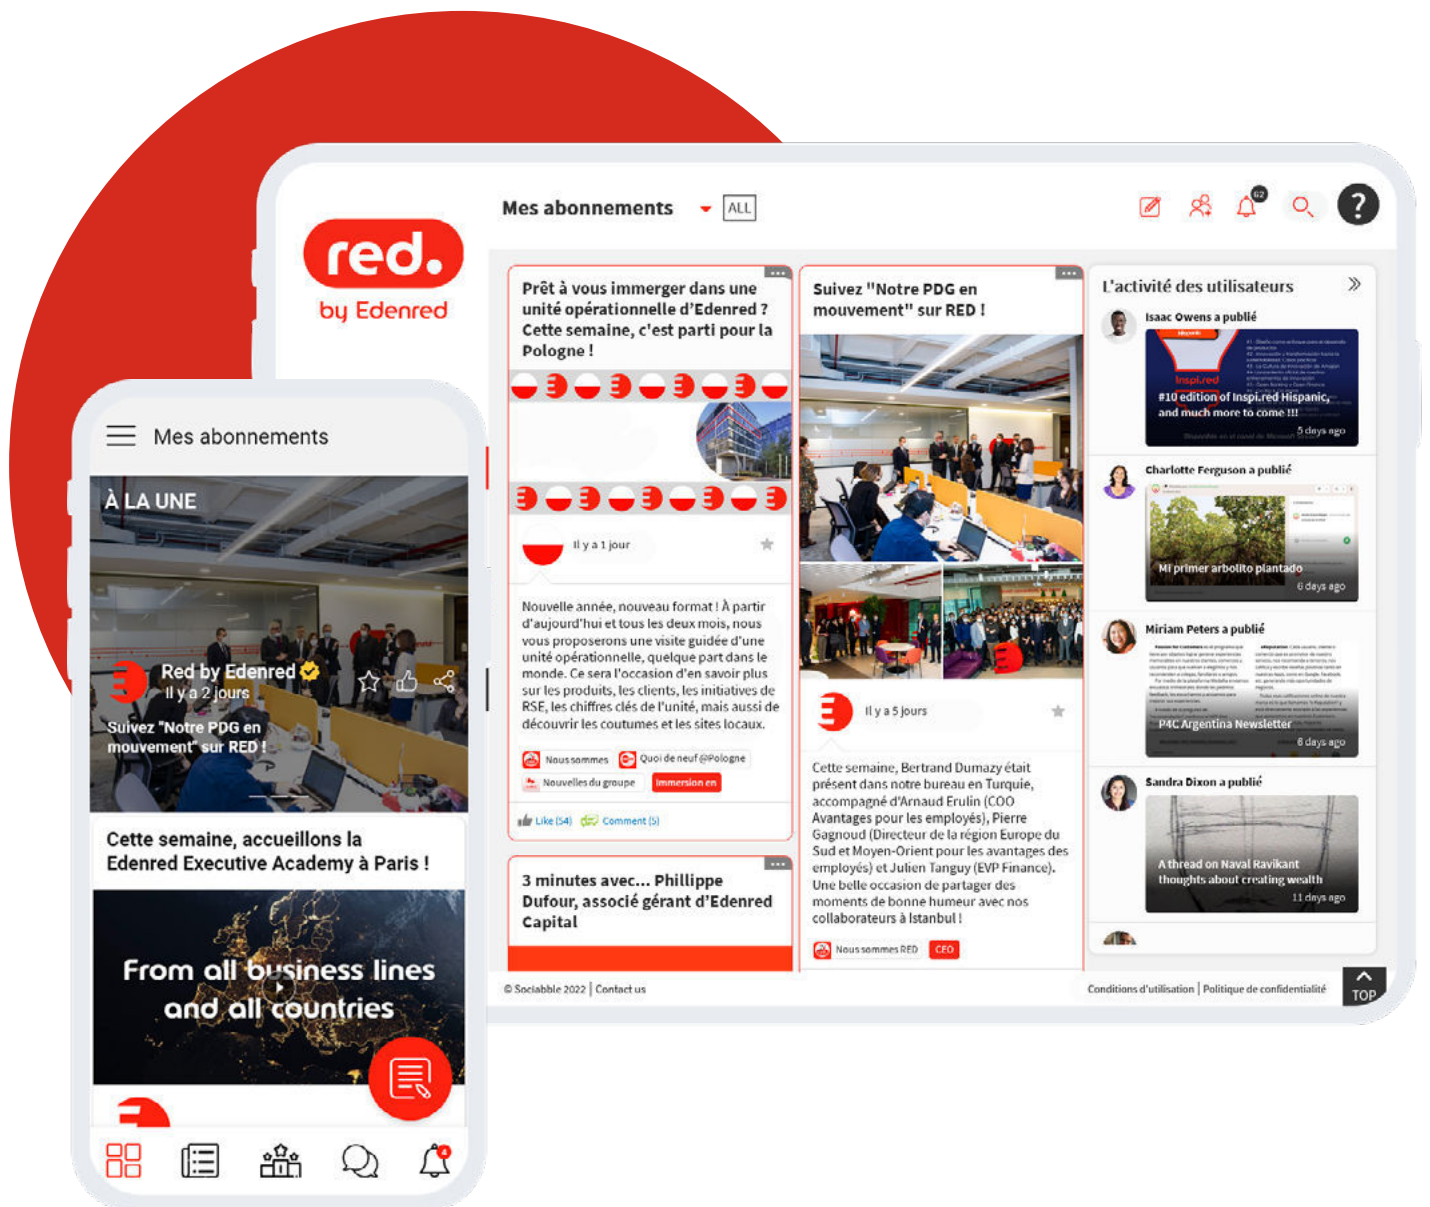 red.
by Edenred
Mes abonnements
ALL
62
?
Prêt à vous immerger dans une
unité opérationnelle d'Edenred ?
Cette semaine, c'est parti pour la
Pologne !
Il y a 1 jour
Nouvelle année, nouveau format ! À partir
d'aujourd'hui et tous les deux mois, nous
vous proposerons une visite guidée d'une
unité opérationnelle, quelque part dans le
monde. Ce sera l'occasion d'en savoir plus
sur les produits, les clients, les initiatives de
RSE, les chiffres clés de l'unité, mais aussi de
découvrir les coutumes et les sites locaux.
Nous sommes
Quoi de neuf @Pologne
Nouvelles du groupe
Immersion en
Like (54)
Comment (5)
3 minutes avec... Phillippe
Dufour, associé gérant d'Edenred
Capital
Suivez "Notre PDG en
mouvement" sur RED !
Il y a 5 jours
Cette semaine, Bertrand Dumazy était
présent dans notre bureau en Turquie,
accompagné d'Arnaud Erulin (COO
Avantages pour les employés), Pierre
Gagnoud (Directeur de la région Europe du
Sud et Moyen-Orient pour les avantages des
employés) et Julien Tanguy (EVP Finance).
Une belle occasion de partager des
moments de bonne humeur avec nos
collaborateurs à Istanbul !
Nous sommes RED
CEO
L'activité des utilisateurs
Isaac Owens a publié
Inspi.red
#10 edition of Inspi.red Hispanic,
and much more to come !!!
5 days ago
Charlotte Ferguson a publié
Mi primer arbolito plantado
6 days ago
Miriam Peters a publié
P4C Argentina Newsletter
6 days ago
Sandra Dixon a publié
A thread on Naval Ravikant
thoughts about creating wealth
11 days ago
© Sociabble 2022 | Contact us
Conditions d'utilisation | Politique de confidentialité
TOP
Mes abonnements
À LA UNE
Red by Edenred
Il y a 2 jours
Suivez "Notre PDG en
mouvement" sur RED !
Cette semaine, accueillons la
Edenred Executive Academy à Paris !
From all business lines
and all countries
4